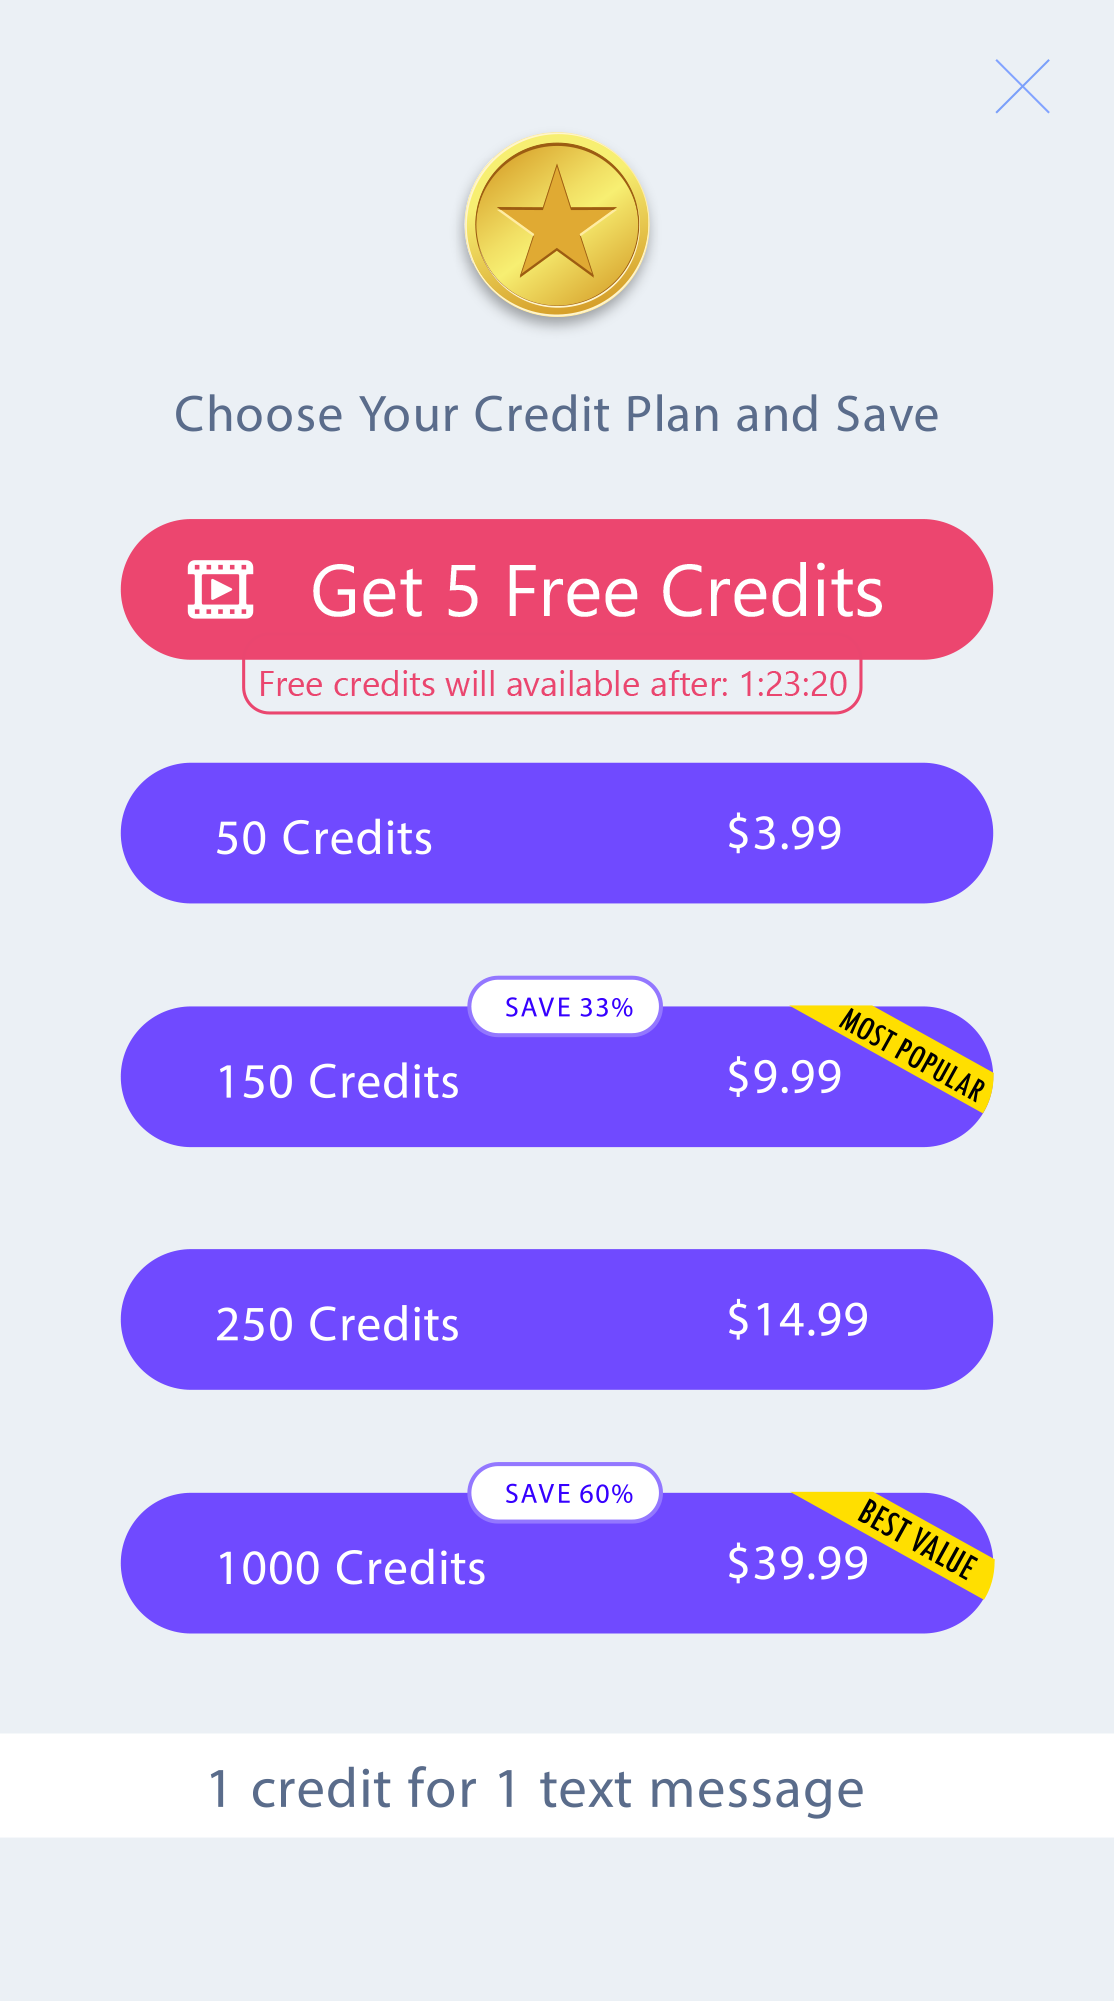 Choose Your Credit Plan and Save
Get 5 Free Credits
Free credits will available after: 1:23:20
50 Credits $3.99
SAVE 33%
MOST POPULAR
150 Credits $9.99
250 Credits $14.99
SAVE 60%
BEST VALUE
1000 Credits $39.99
1 credit for 1 text message